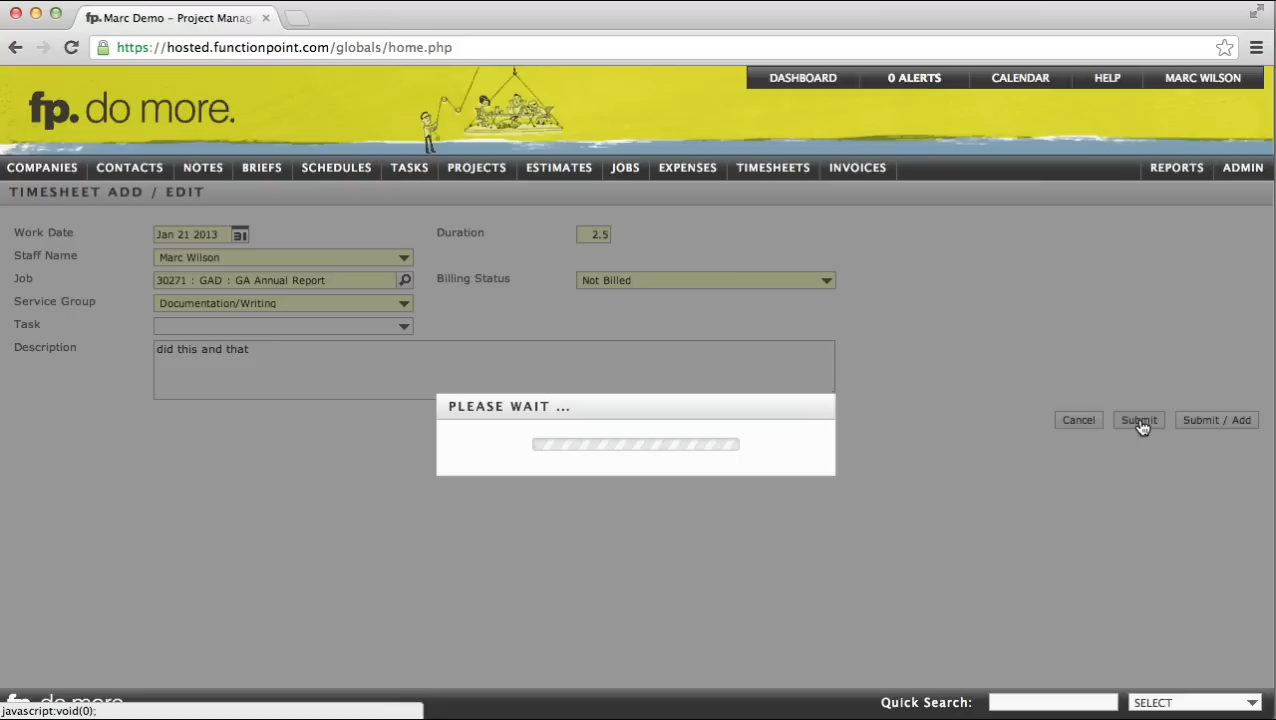 fp. Marc Demo – Project Manag
https://hosted.functionpoint.com/globals/home.php
DASHBOARD 0 ALERTS CALENDAR HELP MARC WILSON
fp. do more.
COMPANIES CONTACTS NOTES BRIEFS SCHEDULES TASKS PROJECTS ESTIMATES JOBS EXPENSES TIMESHEETS INVOICES REPORTS ADMIN
TIMESHEET ADD / EDIT
Work Date Jan 21 2013 31 Duration 2.5
Staff Name Marc Wilson
Job 30271 : GAD : GA Annual Report Billing Status Not Billed
Service Group Documentation/Writing
Task
Description did this and that
PLEASE WAIT ...
Cancel Submit Submit / Add
fp. do more. Quick Search: SELECT
javascript:void(0);